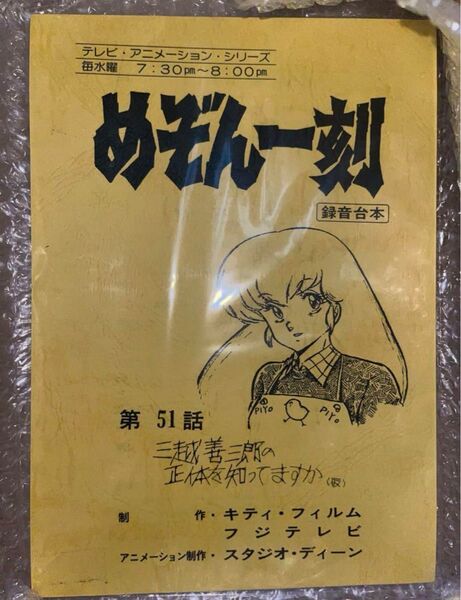 テレビ・アニメーション・シリーズ
毎水曜 7:30pm〜8:00pm
めぞん一刻
録音台本
PIYO PIYO
第 51 話
三越善三郎の
正体を知ってますか(仮)
制 作・キティ・フィルム
フジテレビ
アニメーション制作・スタジオ・ディーン